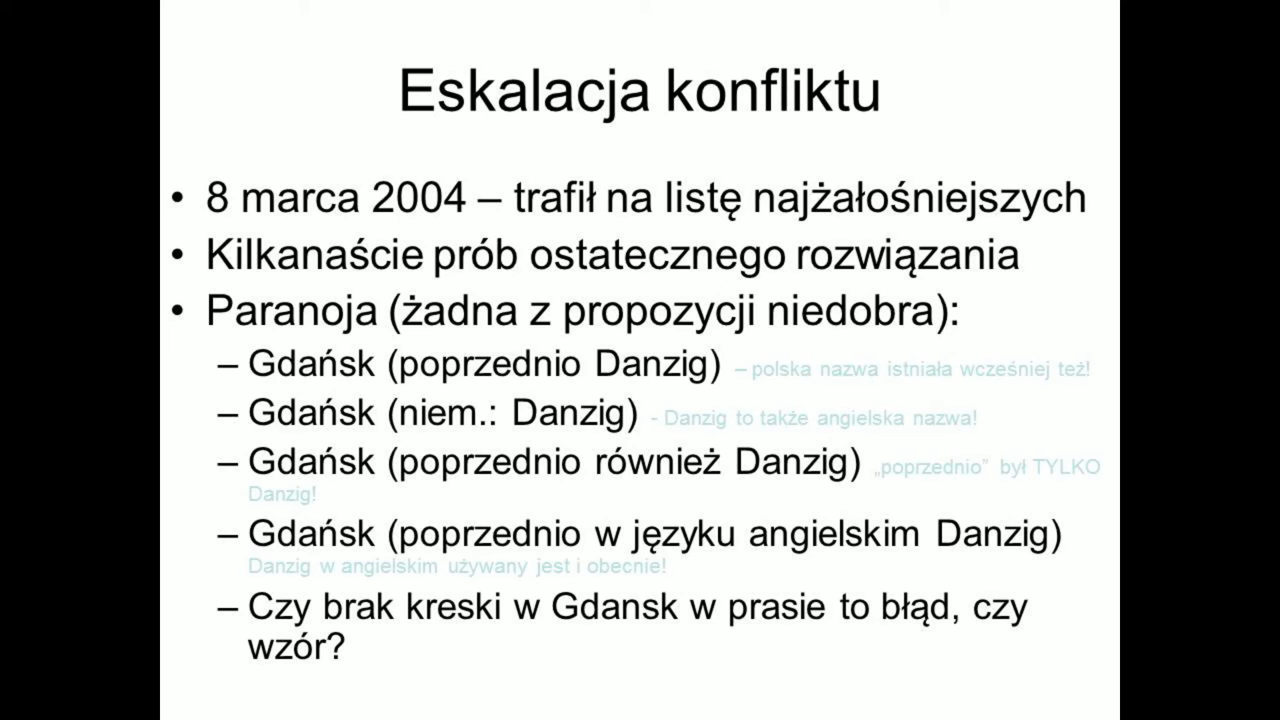 Eskalacja konfliktu
• 8 marca 2004 – trafił na listę najżałośniejszych
• Kilkanaście prób ostatecznego rozwiązania
• Paranoja (żadna z propozycji niedobra):
– Gdańsk (poprzednio Danzig) – polska nazwa istniała wcześniej też!
– Gdańsk (niem.: Danzig) - Danzig to także angielska nazwa!
– Gdańsk (poprzednio również Danzig) „poprzednio” był TYLKO
Danzig!
– Gdańsk (poprzednio w języku angielskim Danzig)
Danzig w angielskim używany jest i obecnie!
– Czy brak kreski w Gdansk w prasie to błąd, czy
wzór?